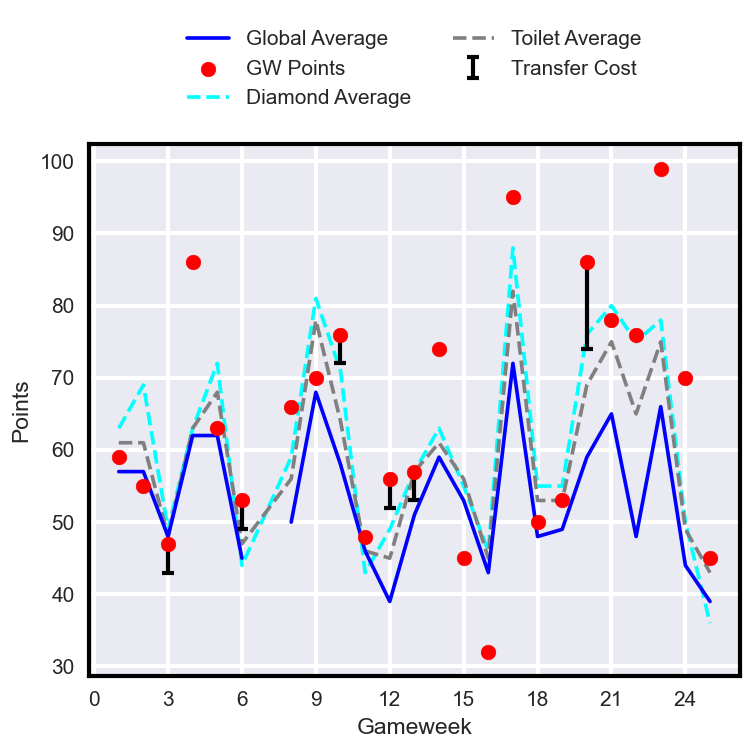 Global Average
GW Points
Diamond Average
Toilet Average
Transfer Cost
100
90
80
70
60
50
40
30
Points
0 3 6 9 12 15 18 21 24
Gameweek